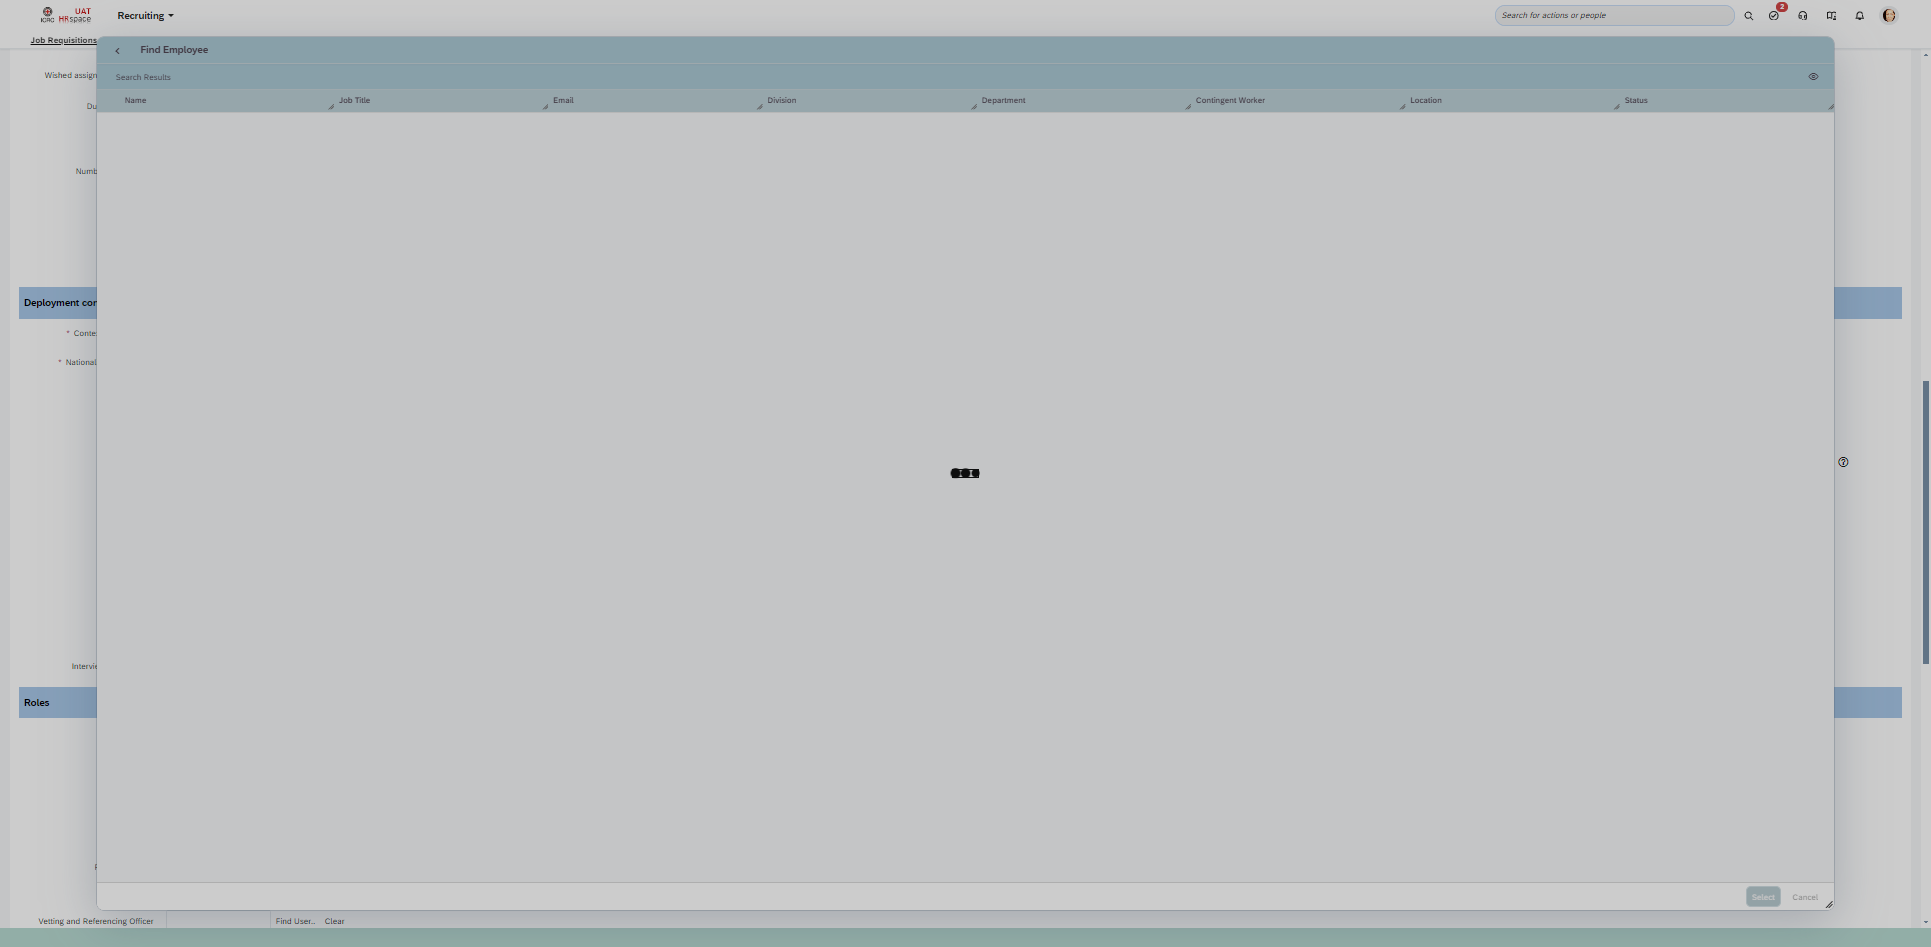 ICRC
UAT
HRspace
Recruiting
Search for actions or people
2
Job Requisitions
Find Employee
Wished assign
Search Results
Name
Job Title
Email
Division
Department
Contingent Worker
Location
Status
Du
Numb
Deployment cor
* Conte
* National
Intervie
Roles
Select
Cancel
Vetting and Referencing Officer
Find User...
Clear